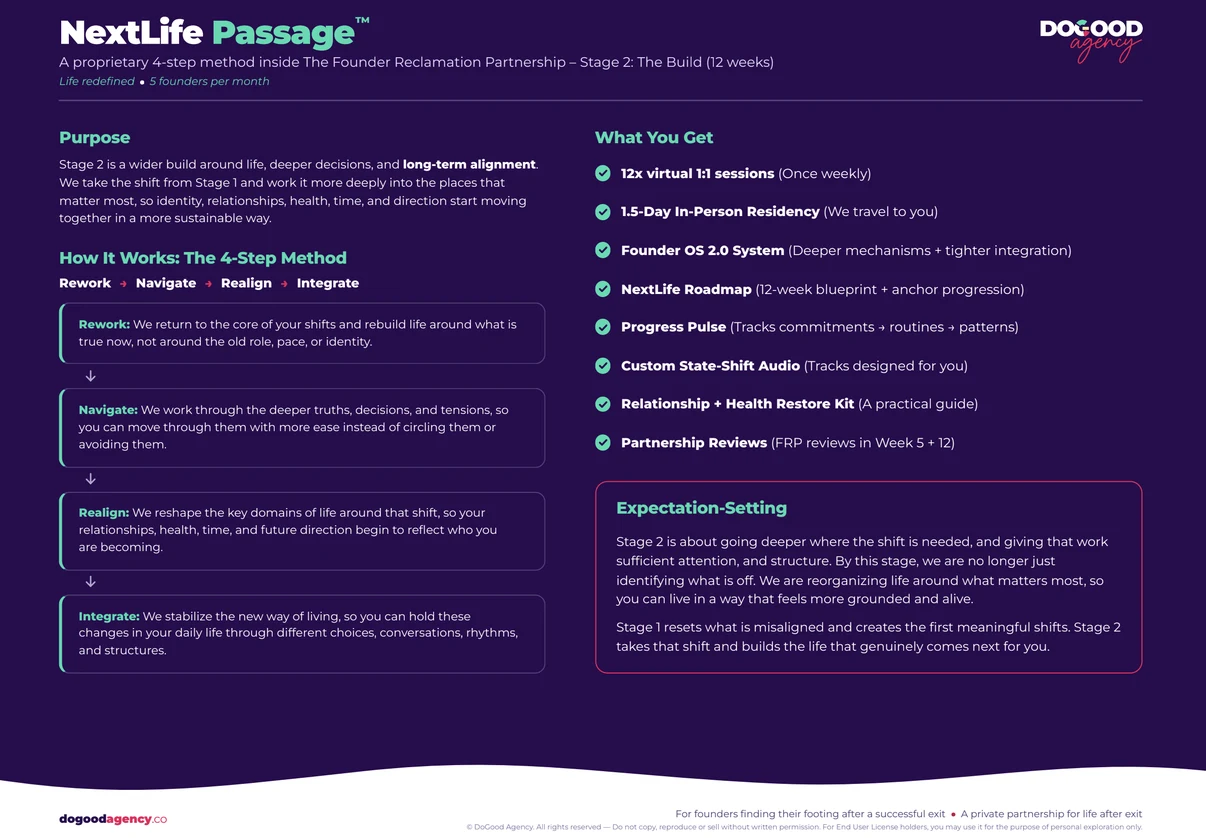 NextLife Passage™
A proprietary 4-step method inside The Founder Reclamation Partnership – Stage 2: The Build (12 weeks)
Life redefined • 5 founders per month
DOGOOD
agency
Purpose
Stage 2 is a wider build around life, deeper decisions, and long-term alignment.
We take the shift from Stage 1 and work it more deeply into the places that
matter most, so identity, relationships, health, time, and direction start moving
together in a more sustainable way.
How It Works: The 4-Step Method
Rework → Navigate → Realign → Integrate
Rework: We return to the core of your shifts and rebuild life around what is
true now, not around the old role, pace, or identity.
↓
Navigate: We work through the deeper truths, decisions, and tensions, so
you can move through them with more ease instead of circling them or
avoiding them.
↓
Realign: We reshape the key domains of life around that shift, so your
relationships, health, time, and future direction begin to reflect who you
are becoming.
↓
Integrate: We stabilize the new way of living, so you can hold these
changes in your daily life through different choices, conversations, rhythms,
and structures.
What You Get
12x virtual 1:1 sessions (Once weekly)
1.5-Day In-Person Residency (We travel to you)
Founder OS 2.0 System (Deeper mechanisms + tighter integration)
NextLife Roadmap (12-week blueprint + anchor progression)
Progress Pulse (Tracks commitments → routines → patterns)
Custom State-Shift Audio (Tracks designed for you)
Relationship + Health Restore Kit (A practical guide)
Partnership Reviews (FRP reviews in Week 5 + 12)
Expectation-Setting
Stage 2 is about going deeper where the shift is needed, and giving that work
sufficient attention, and structure. By this stage, we are no longer just
identifying what is off. We are reorganizing life around what matters most, so
you can live in a way that feels more grounded and alive.
Stage 1 resets what is misaligned and creates the first meaningful shifts. Stage 2
takes that shift and builds the life that genuinely comes next for you.
dogoodagency.co
For founders finding their footing after a successful exit • A private partnership for life after exit
© DoGood Agency. All rights reserved — Do not copy, reproduce or sell without written permission. For End User License holders, you may use it for the purpose of personal exploration only.